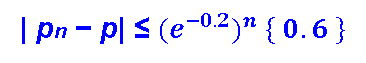 | pₙ − p| ≤ (e⁻⁰·²)ⁿ { 0.6 }